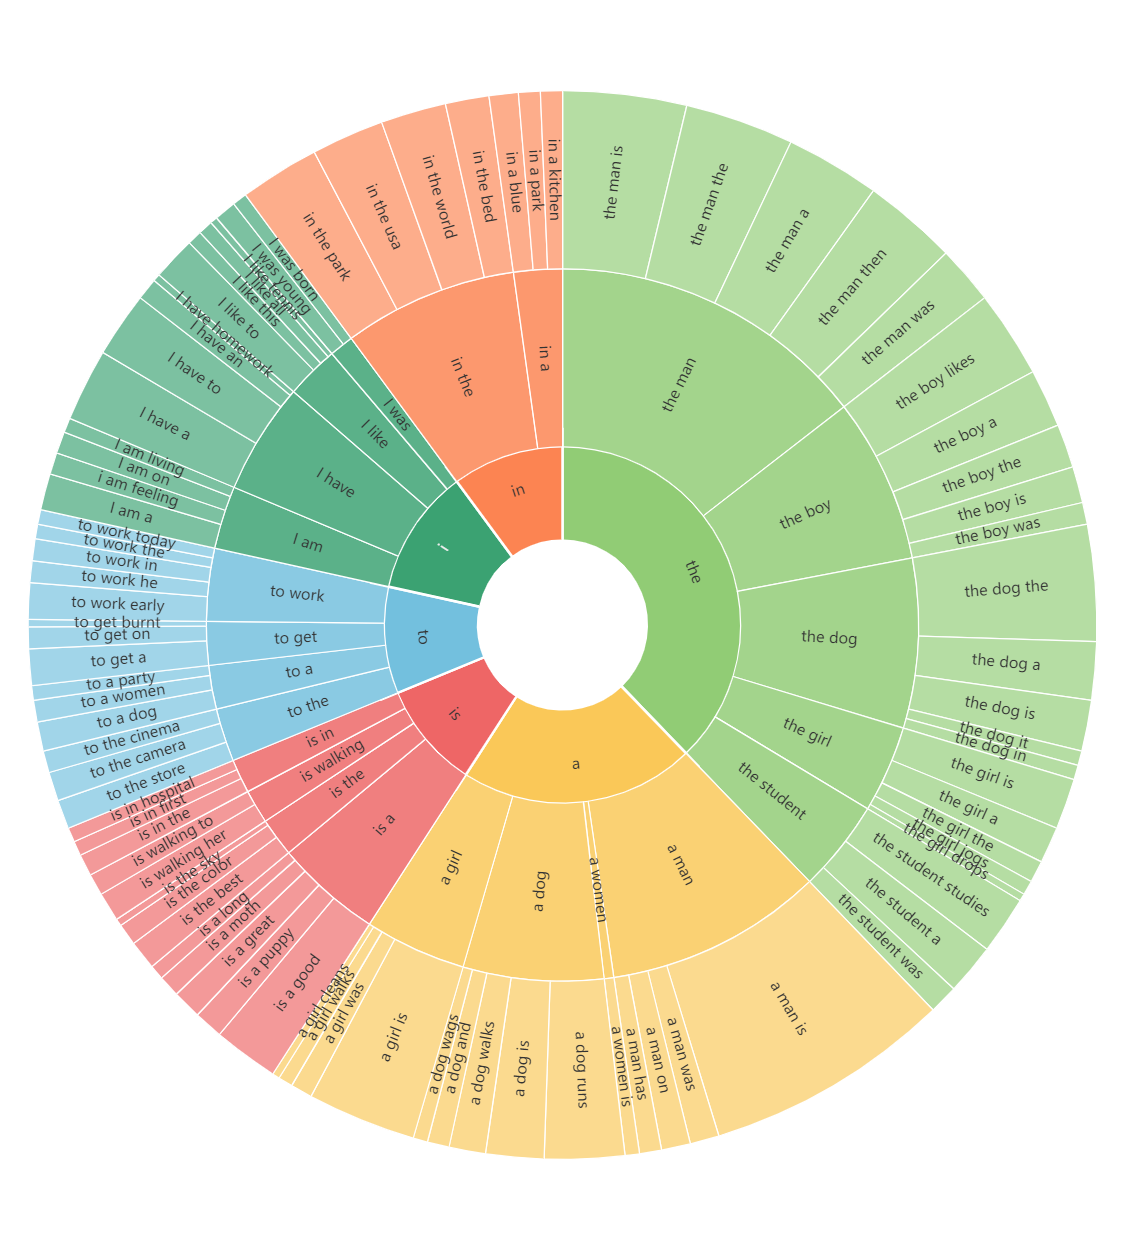 the
the man
the man is
the man the
the man a
the man then
the man was
the boy
the boy likes
the boy a
the boy the
the boy is
the boy was
the dog
the dog the
the dog a
the dog is
the dog it
the dog in
the girl
the girl is
the girl a
the girl the
the girl jogs
the girl drops
the student
the student studies
the student a
the student was
a
a man
a man is
a man was
a man on
a man has
a women
a women is
a dog
a dog runs
a dog is
a dog walks
a dog and
a dog wags
a girl
a girl is
a girl was
a girl walks
a girl cleans
is
is a
is a good
is a puppy
is a great
is a moth
is a long
is the
is the best
is the color
is the sky
is walking
is walking her
is walking to
is in
is in the
is in first
is in hospital
to
to the
to the store
to the camera
to the cinema
to a
to a dog
to a women
to a party
to get
to get a
to get on
to get burnt
to work
to work early
to work he
to work in
to work the
to work today
i
I am
I am a
i am feeling
I am on
I am living
I have
I have a
I have to
I have an
I have homework
I like
I like to
I like this
I like all
I like tennis
I was
I was young
I was born
in
in the
in the park
in the usa
in the world
in the bed
in a
in a blue
in a park
in a kitchen